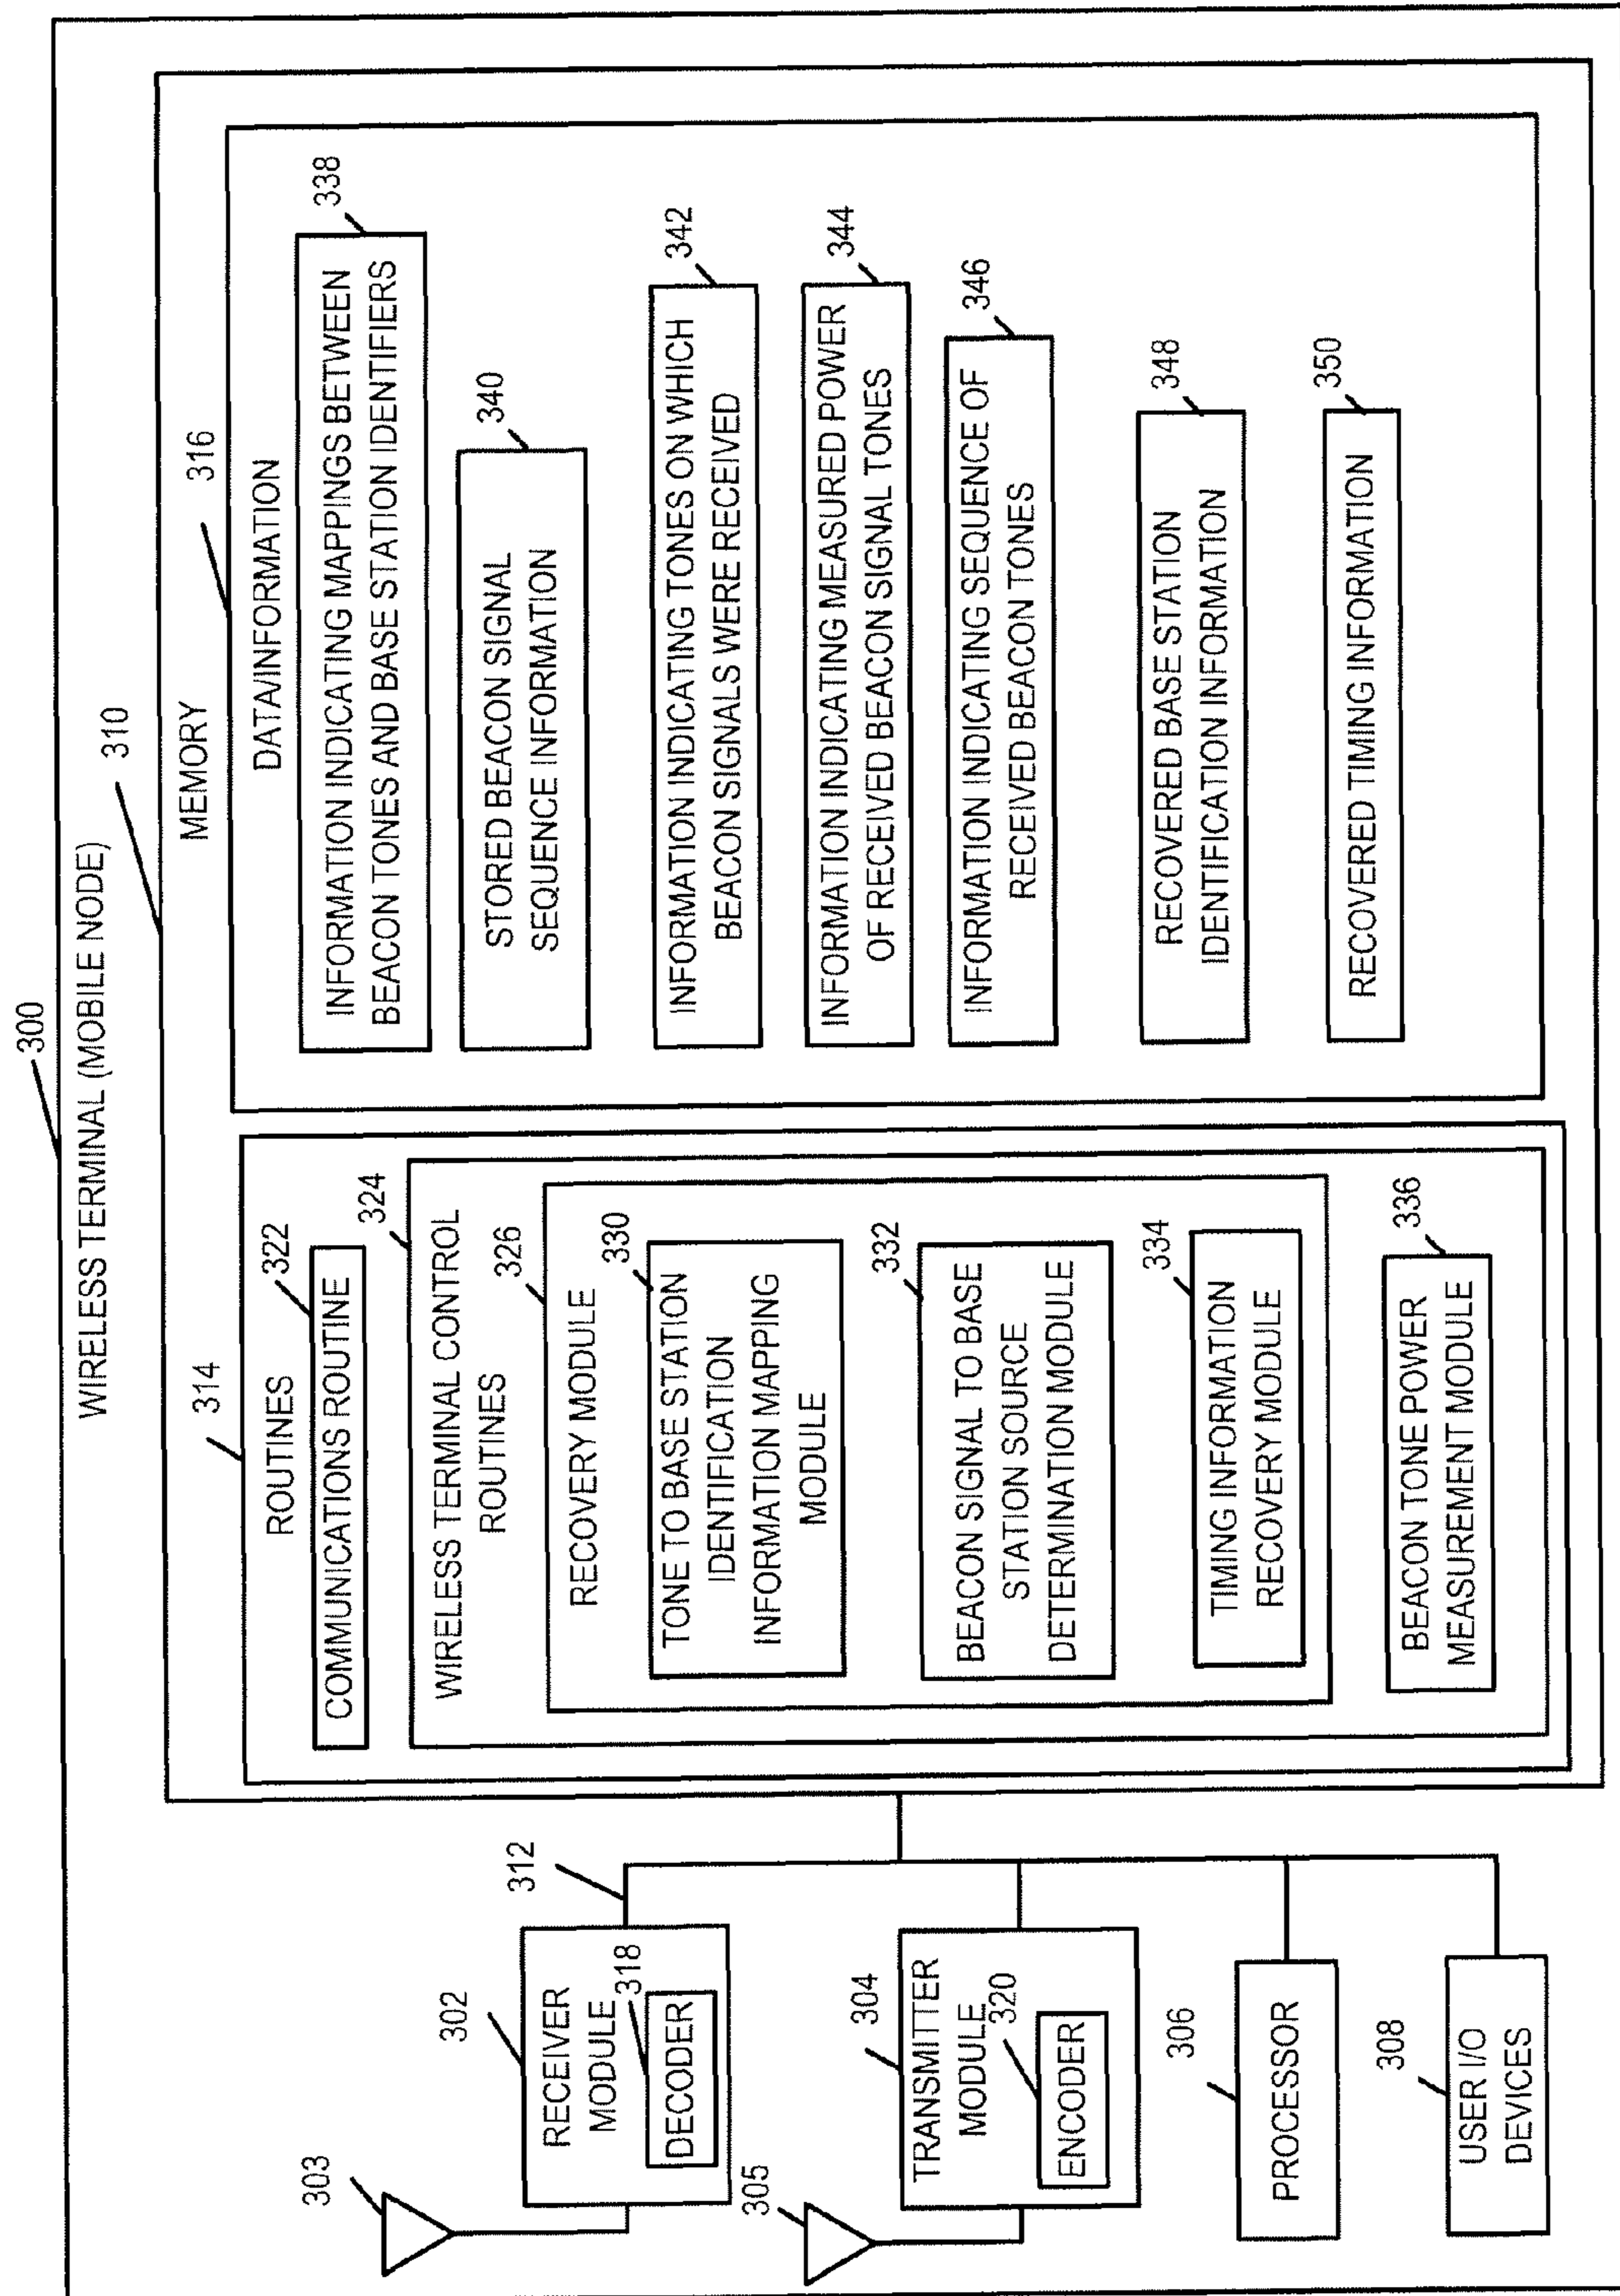 300
WIRELESS TERMINAL (MOBILE NODE)
303
302
RECEIVER
MODULE
318
DECODER
305
304
TRANSMITTER
MODULE
320
ENCODER
306
PROCESSOR
308
USER I/O
DEVICES
312
310
MEMORY
314
ROUTINES
322
COMMUNICATIONS ROUTINE
324
WIRELESS TERMINAL CONTROL
ROUTINES
326
RECOVERY MODULE
330
TONE TO BASE STATION
IDENTIFICATION
INFORMATION MAPPING
MODULE
332
BEACON SIGNAL TO BASE
STATION SOURCE
DETERMINATION MODULE
334
TIMING INFORMATION
RECOVERY MODULE
336
BEACON TONE POWER
MEASUREMENT MODULE
316
DATA/INFORMATION
338
INFORMATION INDICATING MAPPINGS BETWEEN
BEACON TONES AND BASE STATION IDENTIFIERS
340
STORED BEACON SIGNAL
SEQUENCE INFORMATION
342
INFORMATION INDICATING TONES ON WHICH
BEACON SIGNALS WERE RECEIVED
344
INFORMATION INDICATING MEASURED POWER
OF RECEIVED BEACON SIGNAL TONES
346
INFORMATION INDICATING SEQUENCE OF
RECEIVED BEACON TONES
348
RECOVERED BASE STATION
IDENTIFICATION INFORMATION
350
RECOVERED TIMING INFORMATION